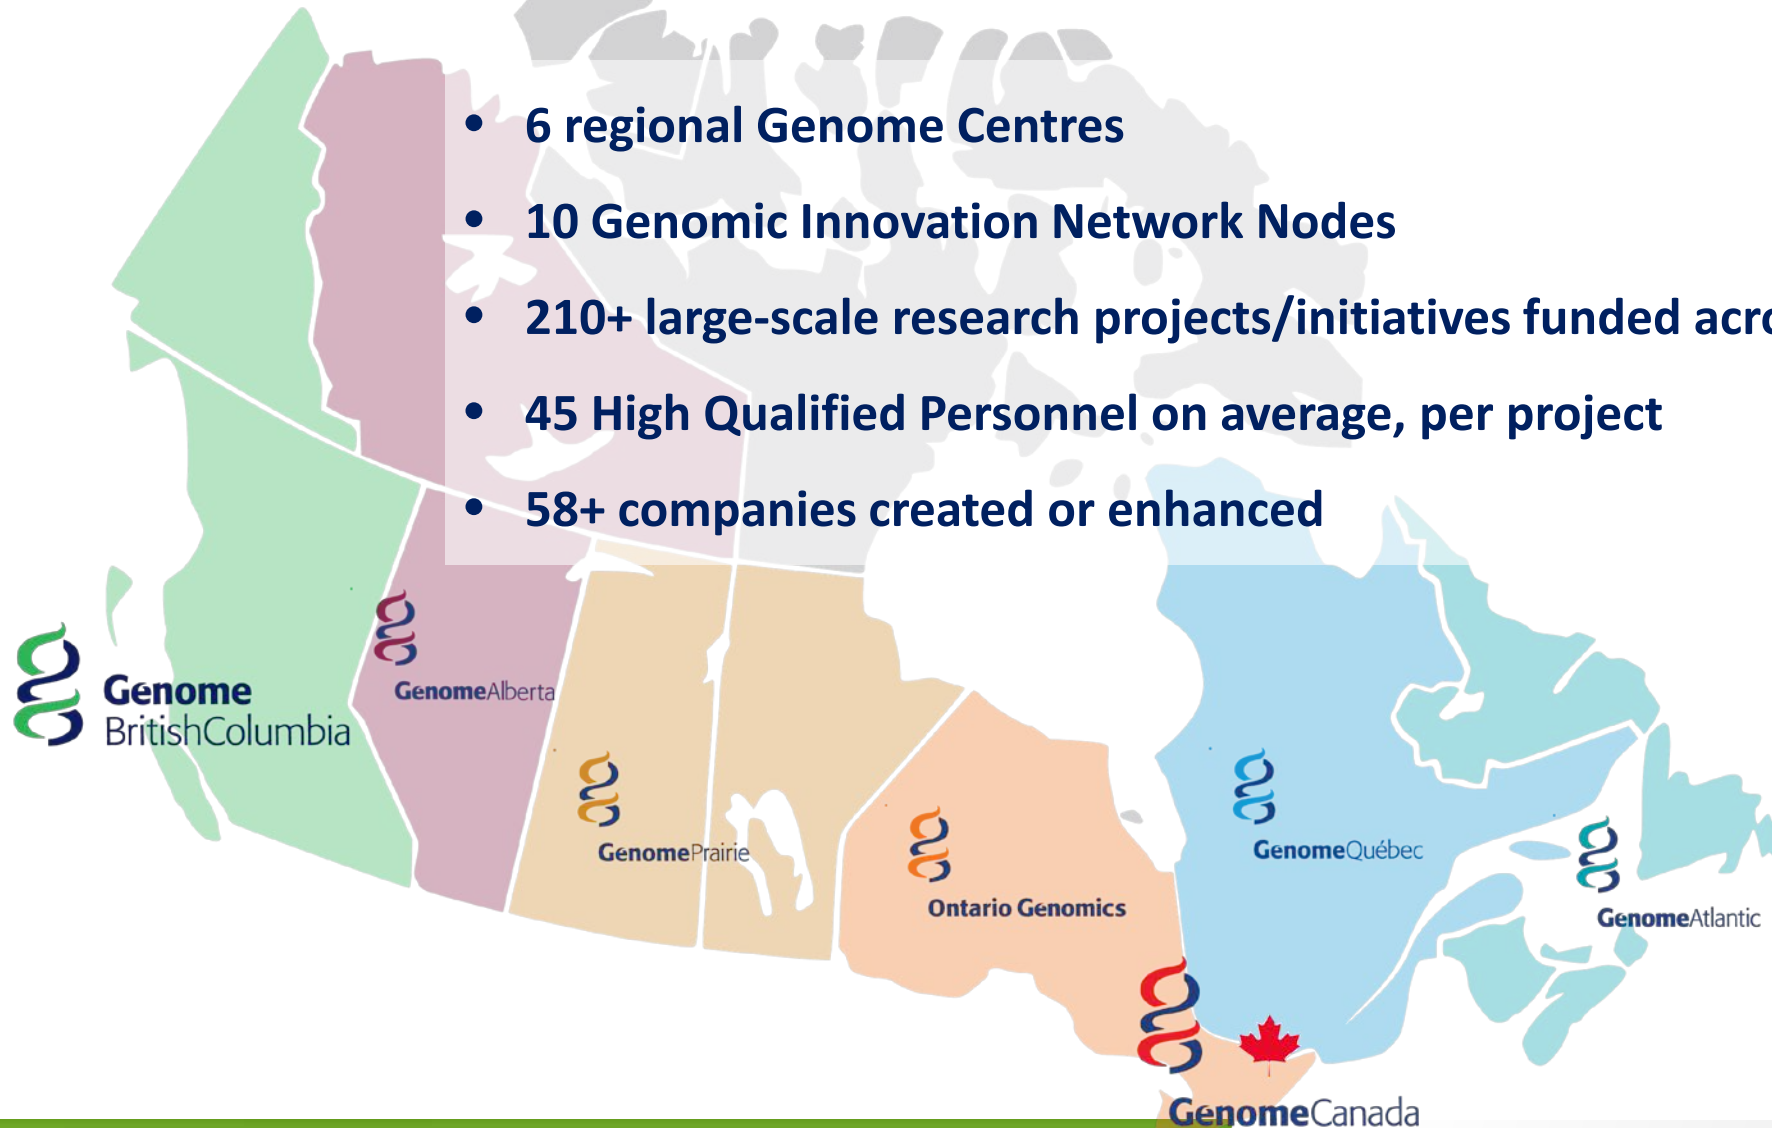 • 6 regional Genome Centres
• 10 Genomic Innovation Network Nodes
• 210+ large-scale research projects/initiatives funded
• 45 High Qualified Personnel on average, per project
• 58+ companies created or enhanced
GenomeAlberta
Genome
BritishColumbia
GenomePrairie
Ontario Genomics
GenomeQuébec
GenomeAtlantic
GenomeCanada